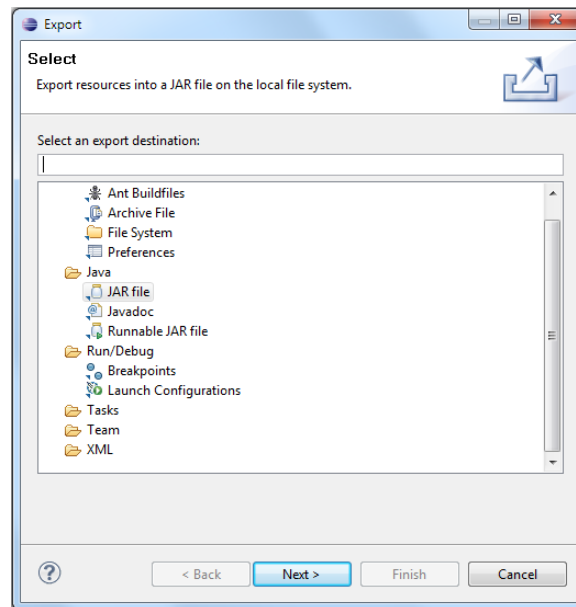 Export
Select
Export resources into a JAR file on the local file system.
Select an export destination:
Ant Buildfiles
Archive File
File System
Preferences
Java
JAR file
Javadoc
Runnable JAR file
Run/Debug
Breakpoints
Launch Configurations
Tasks
Team
XML
< Back Next > Finish Cancel